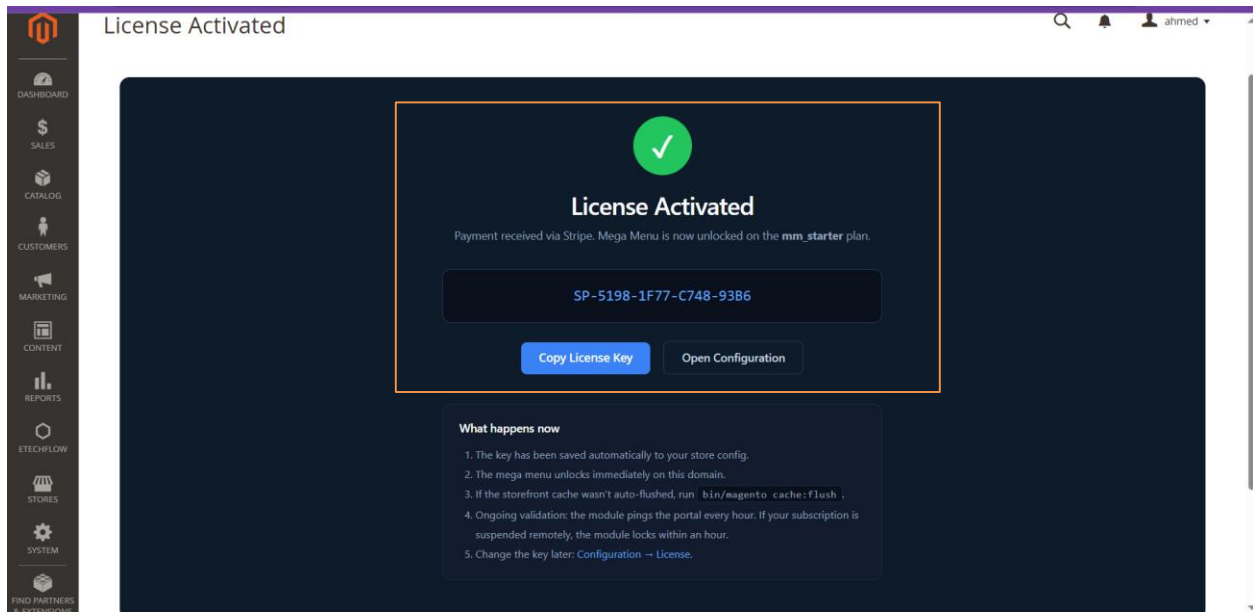 License Activated
ahmed
DASHBOARD
$
SALES
CATALOG
CUSTOMERS
MARKETING
CONTENT
REPORTS
ETECHFLOW
STORES
SYSTEM
FIND PARTNERS
& EXTENSIONS
License Activated
Payment received via Stripe. Mega Menu is now unlocked on the mm_starter plan.
SP-5198-1F77-C748-93B6
Copy License Key
Open Configuration
What happens now
1. The key has been saved automatically to your store config.
2. The mega menu unlocks immediately on this domain.
3. If the storefront cache wasn't auto-flushed, run bin/magento cache:flush .
4. Ongoing validation: the module pings the portal every hour. If your subscription is
suspended remotely, the module locks within an hour.
5. Change the key later: Configuration → License.